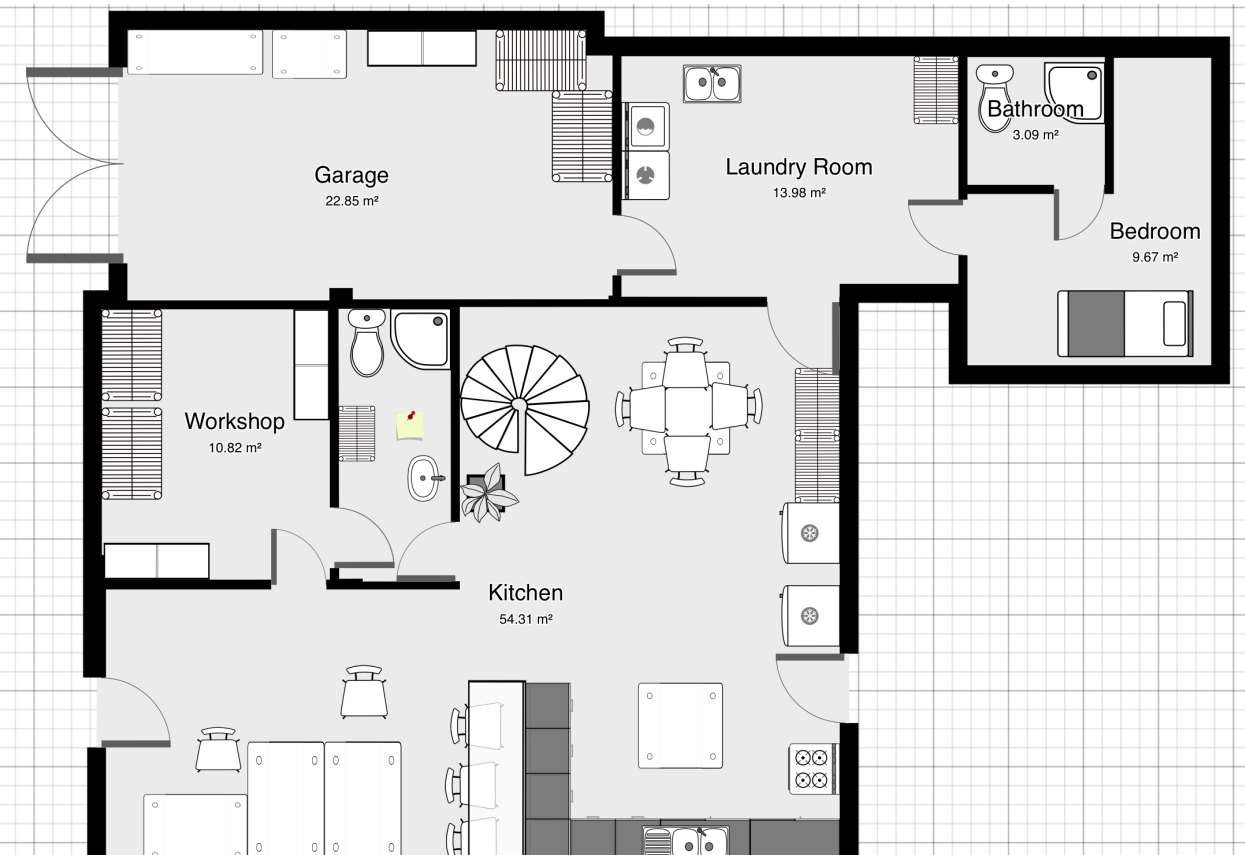 Bathroom
3.09 m²
Garage
22.85 m²
Laundry Room
13.98 m²
Bedroom
9.67 m²
Workshop
10.82 m²
Kitchen
54.31 m²